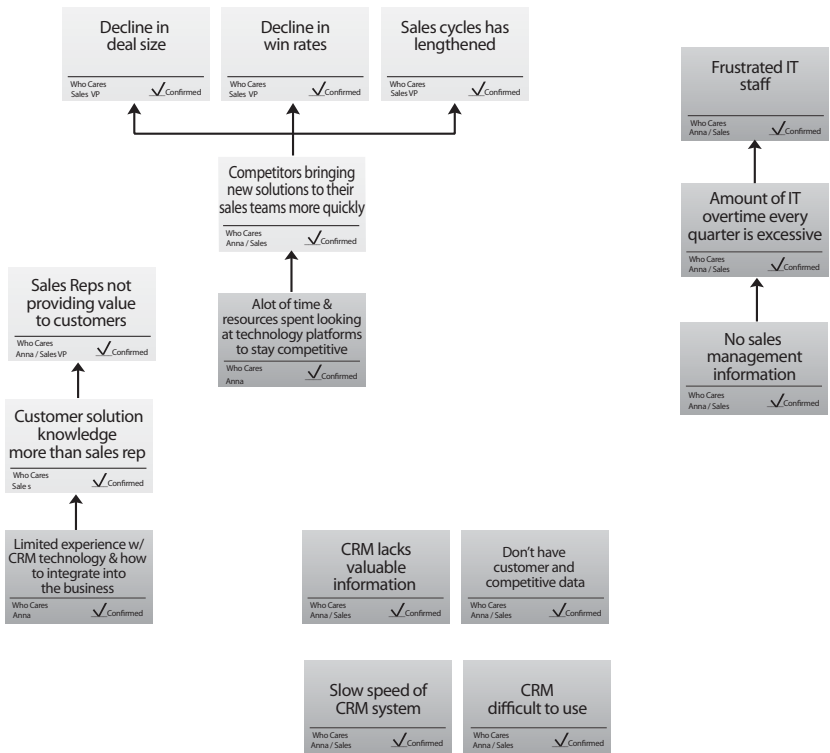 Decline in
deal size
Who Cares
Sales VP
Confirmed
Decline in
win rates
Who Cares
Sales VP
Confirmed
Sales cycles has
lengthened
Who Cares
Sales VP
Confirmed
Frustrated IT
staff
Who Cares
Anna / Sales
Confirmed
Competitors bringing
new solutions to their
sales teams more quickly
Who Cares
Anna / Sales
Confirmed
Amount of IT
overtime every
quarter is excessive
Who Cares
Anna / Sales
Confirmed
Sales Reps not
providing value
to customers
Who Cares
Anna / Sales VP
Confirmed
Alot of time &
resources spent looking
at technology platforms
to stay competitive
Who Cares
Anna
Confirmed
No sales
management
information
Who Cares
Anna / Sales
Confirmed
Customer solution
knowledge
more than sales rep
Who Cares
Sale s
Confirmed
Limited experience w/
CRM technology & how
to integrate into
the business
Who Cares
Anna
Confirmed
CRM lacks
valuable
information
Who Cares
Anna / Sales
Confirmed
Don't have
customer and
competitive data
Who Cares
Anna / Sales
Confirmed
Slow speed of
CRM system
Who Cares
Anna / Sales
Confirmed
CRM
difficult to use
Who Cares
Anna / Sales
Confirmed